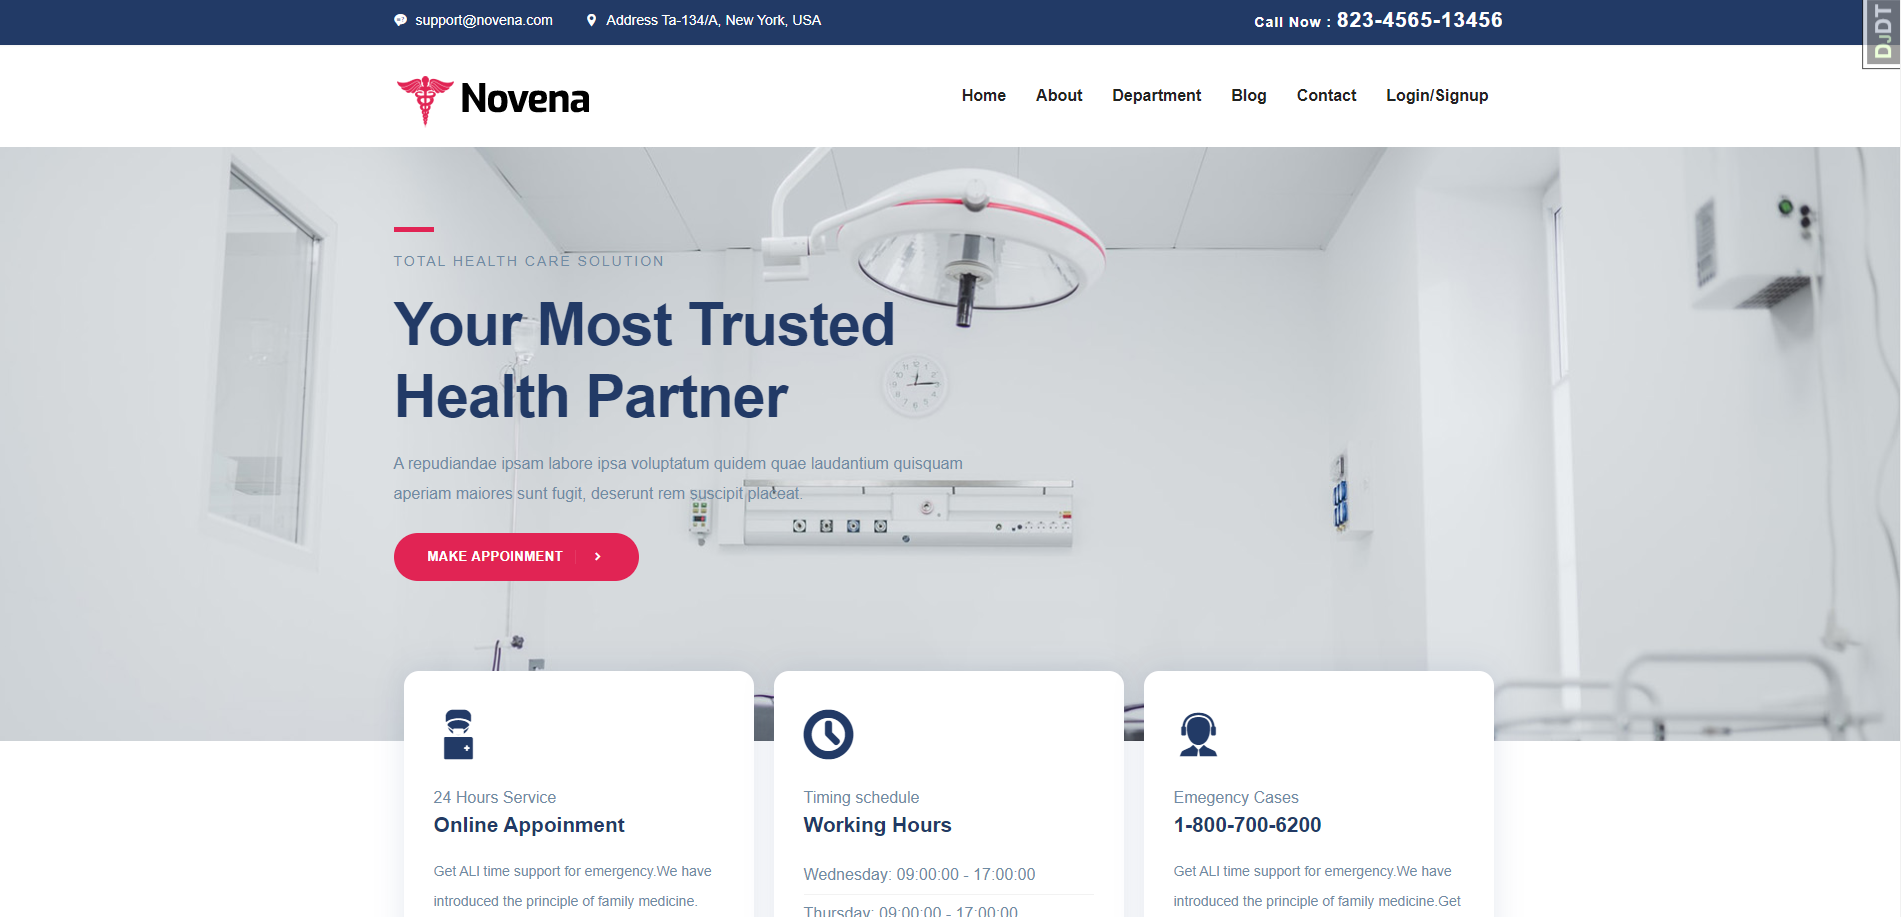 support@novena.com
Address Ta-134/A, New York, USA
Call Now : 823-4565-13456
DJDT
Novena
Home
About
Department
Blog
Contact
Login/Signup
TOTAL HEALTH CARE SOLUTION
Your Most Trusted
Health Partner
A repudiandae ipsam labore ipsa voluptatum quidem quae laudantium quisquam
aperiam maiores sunt fugit, deserunt rem suscipit placeat.
MAKE APPOINMENT
24 Hours Service
Online Appoinment
Get ALl time support for emergency.We have
introduced the principle of family medicine.
Timing schedule
Working Hours
Wednesday: 09:00:00 - 17:00:00
Thursday: 09:00:00 - 17:00:00
Emegency Cases
1-800-700-6200
Get ALl time support for emergency.We have
introduced the principle of family medicine.Get